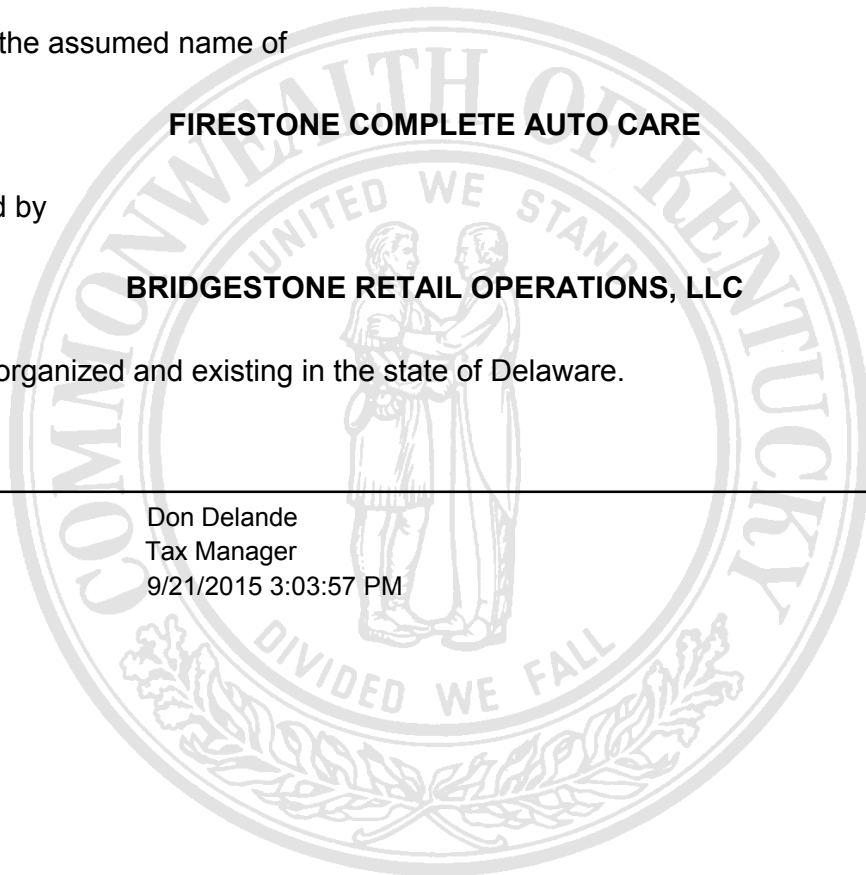 the assumed name of
FIRESTONE COMPLETE AUTO CARE
d by
BRIDGESTONE RETAIL OPERATIONS, LLC
organized and existing in the state of Delaware.
Don Delande
Tax Manager
9/21/2015 3:03:57 PM
COMMONWEALTH OF KENTUCKY
UNITED WE STAND
DIVIDED WE FALL